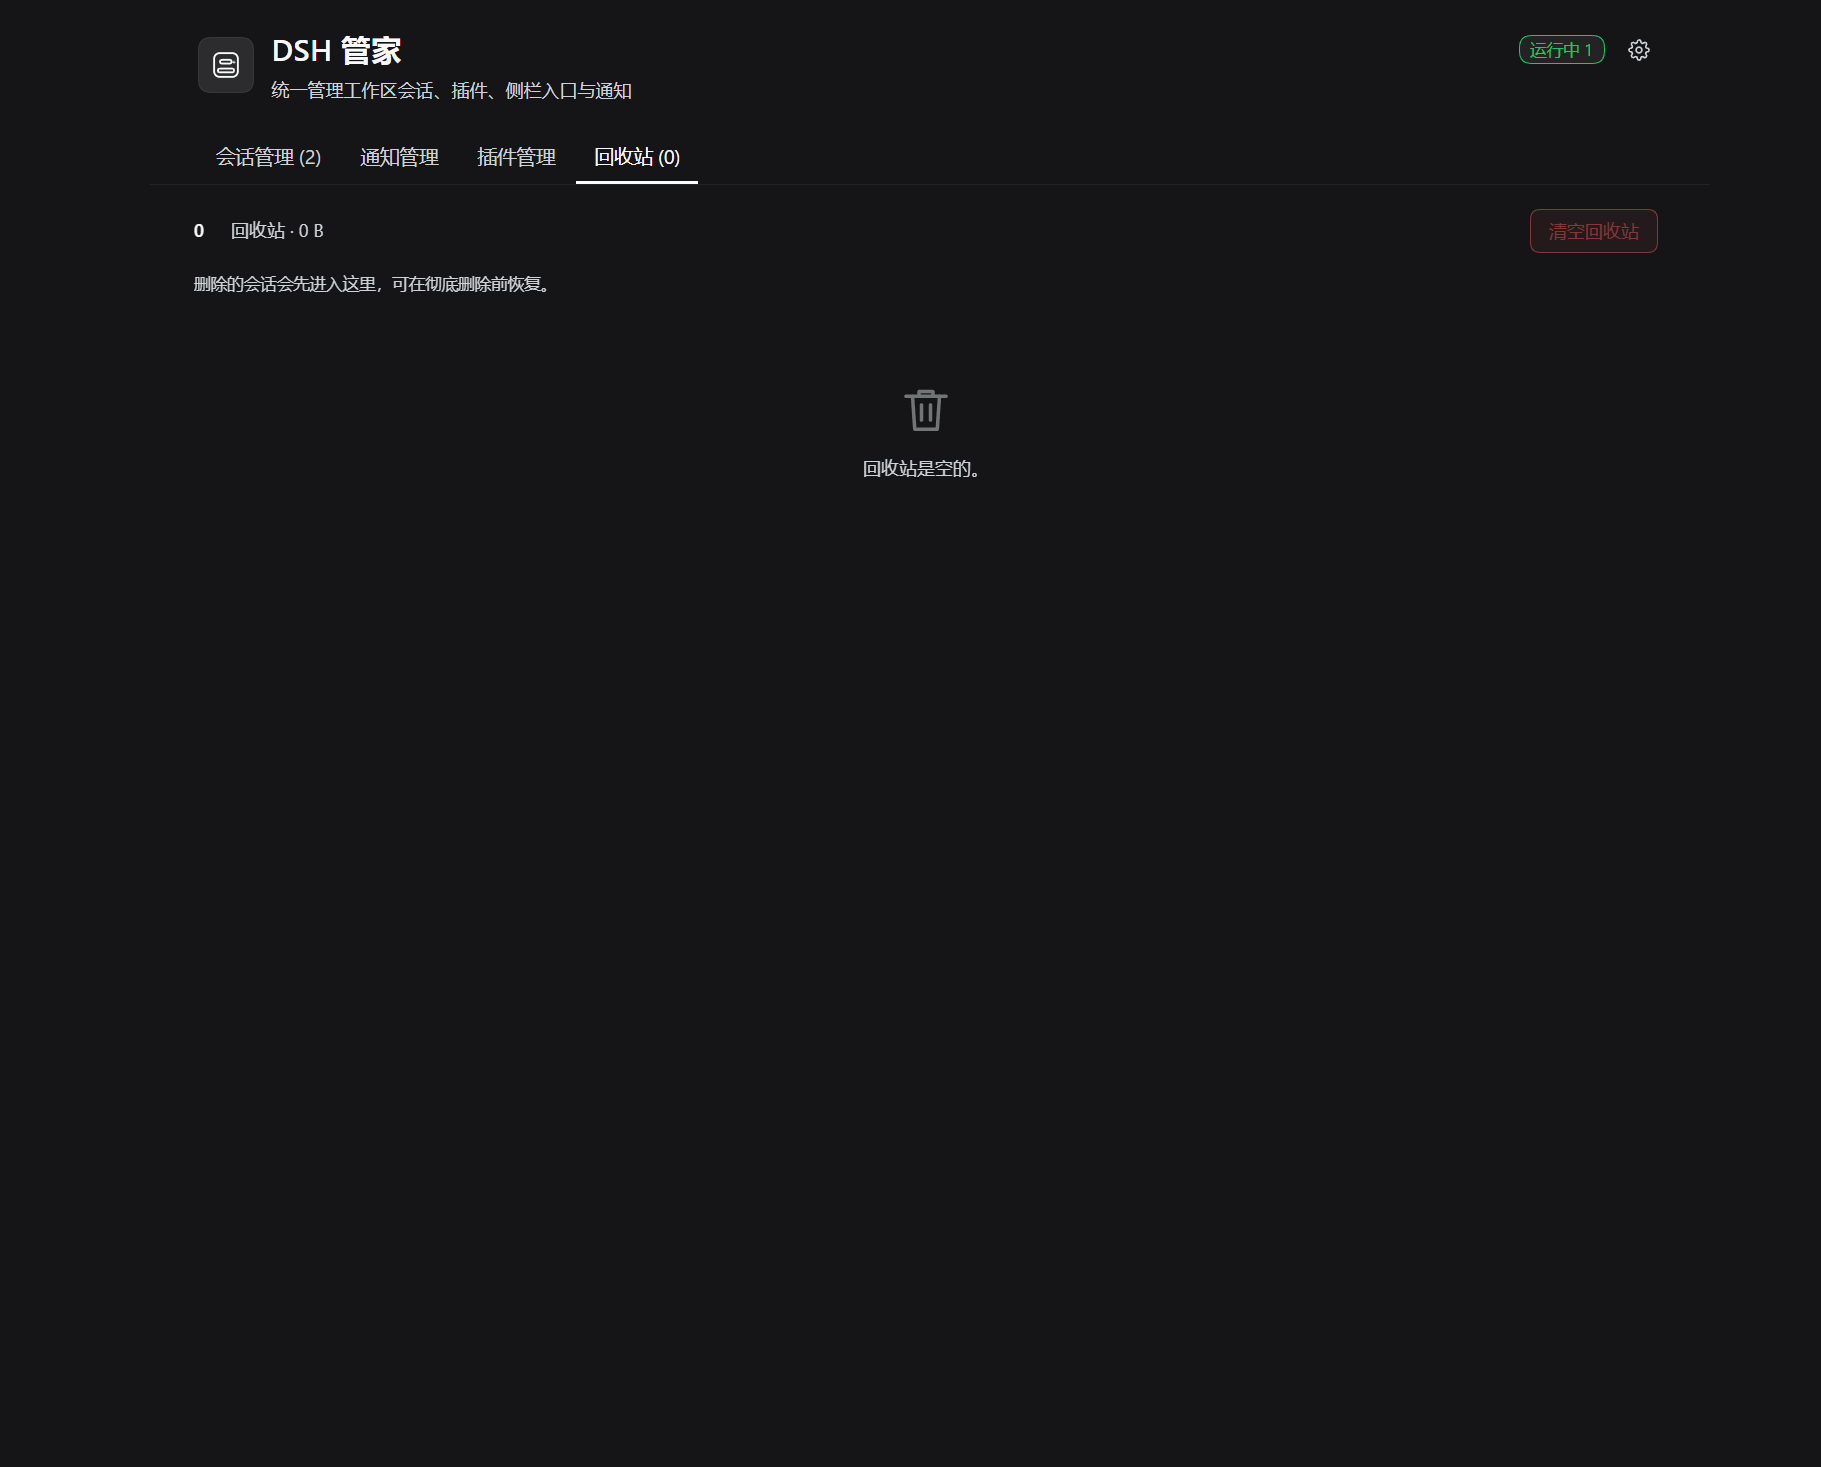 DSH 管家
运行中 1
统一管理工作区会话、插件、侧栏入口与通知
会话管理 (2) 通知管理 插件管理 回收站 (0)
0 回收站 · 0 B
清空回收站
删除的会话会先进入这里，可在彻底删除前恢复。
回收站是空的。